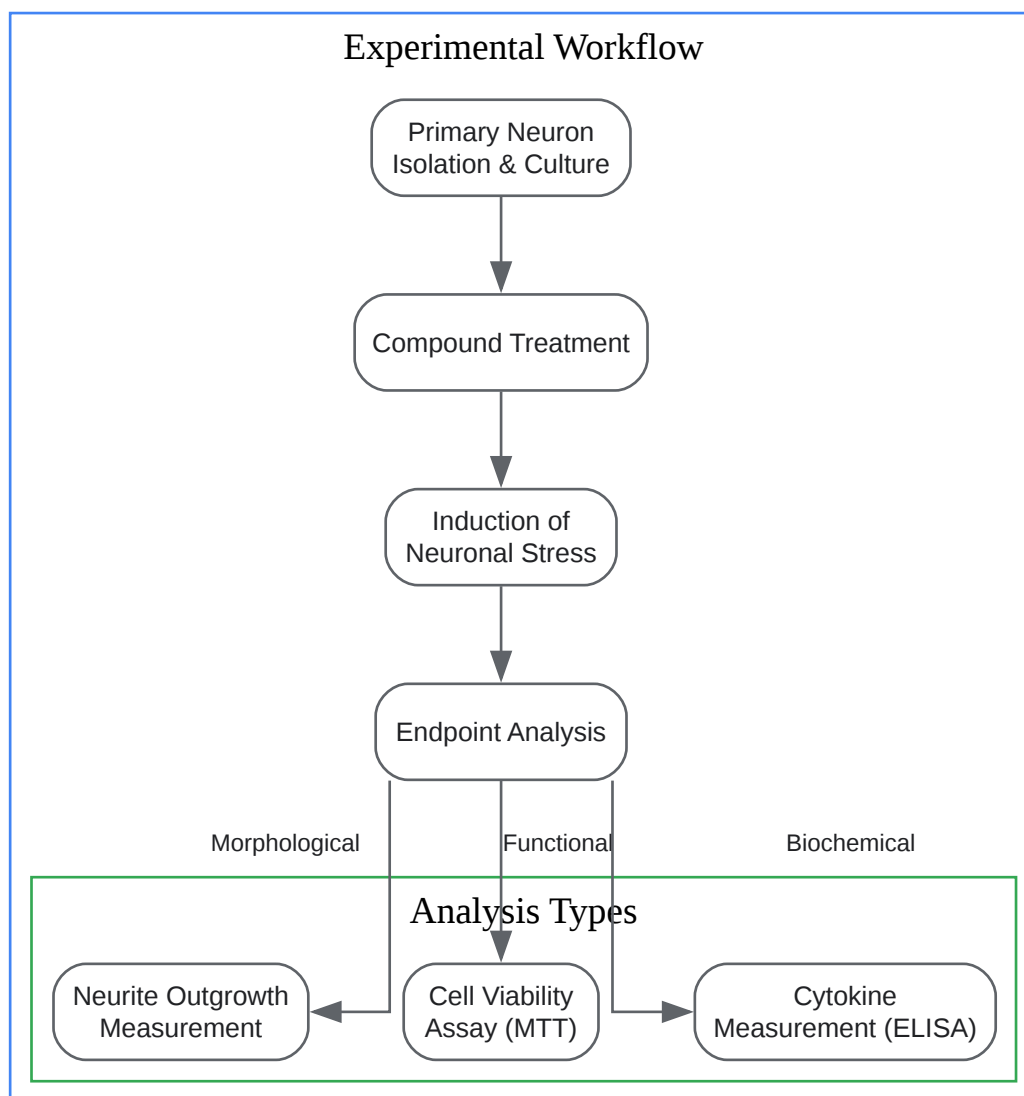 Experimental Workflow
Primary Neuron
Isolation & Culture
Compound Treatment
Induction of
Neuronal Stress
Endpoint Analysis
Morphological
Functional
Biochemical
Analysis Types
Neurite Outgrowth
Measurement
Cell Viability
Assay (MTT)
Cytokine
Measurement (ELISA)